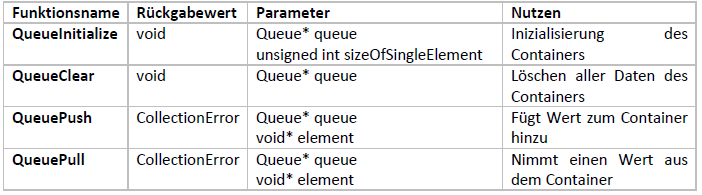 Funktionsname Rückgabewert Parameter Nutzen
QueueInitialize void Queue* queue Inizialisierung des
unsigned int sizeOfSingleElement Containers
QueueClear void Queue* queue Löschen aller Daten des
Containers
QueuePush CollectionError Queue* queue Fügt Wert zum Container
void* element hinzu
QueuePull CollectionError Queue* queue Nimmt einen Wert aus
void* element dem Container